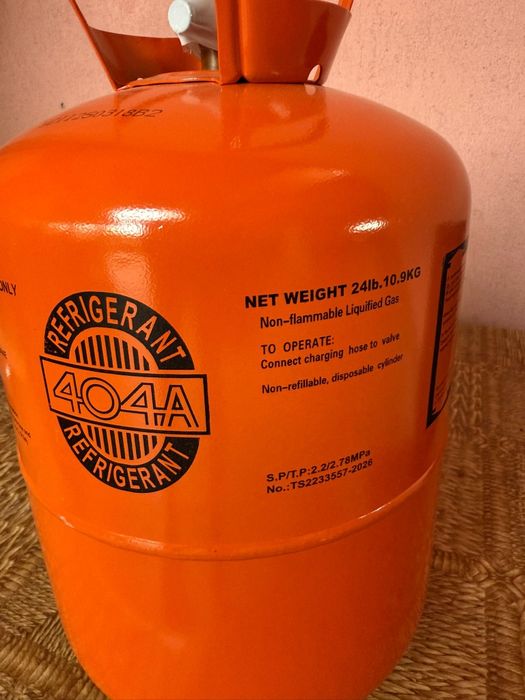 NLY
REFRIGERANT
404A
REFRIGERANT
NET WEIGHT 24lb.10.9KG
Non-flammable Liquified Gas
TO OPERATE:
Connect charging hose to valve
Non-refillable, disposable cylinder
S.P/T.P:2.2/2.78MPa
No.:TS2233557-2026